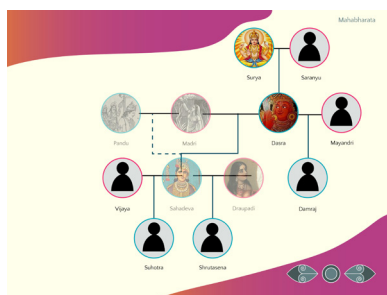 Mahabharata
Surya
Saranyu
Pandu
Madri
Dasra
Mayandri
Vijaya
Sahadeva
Draupadi
Damraj
Suhotra
Shrutasena